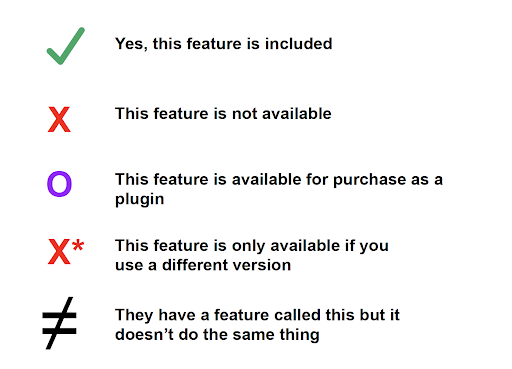 ✓ Yes, this feature is included
X This feature is not available
O This feature is available for purchase as a
plugin
X* This feature is only available if you
use a different version
≠ They have a feature called this but it
doesn't do the same thing